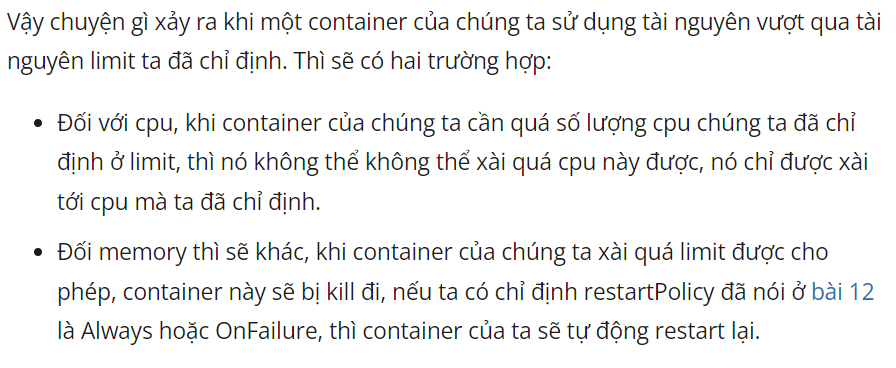 Vậy chuyện gì xảy ra khi một container của chúng ta sử dụng tài nguyên vượt qua tài
nguyên limit ta đã chỉ định. Thì sẽ có hai trường hợp:
• Đối với cpu, khi container của chúng ta cần quá số lượng cpu chúng ta đã chỉ
định ở limit, thì nó không thể không thể xài quá cpu này được, nó chỉ được xài
tới cpu mà ta đã chỉ định.
• Đối memory thì sẽ khác, khi container của chúng ta xài quá limit được cho
phép, container này sẽ bị kill đi, nếu ta có chỉ định restartPolicy đã nói ở bài 12
là Always hoặc OnFailure, thì container của ta sẽ tự động restart lại.